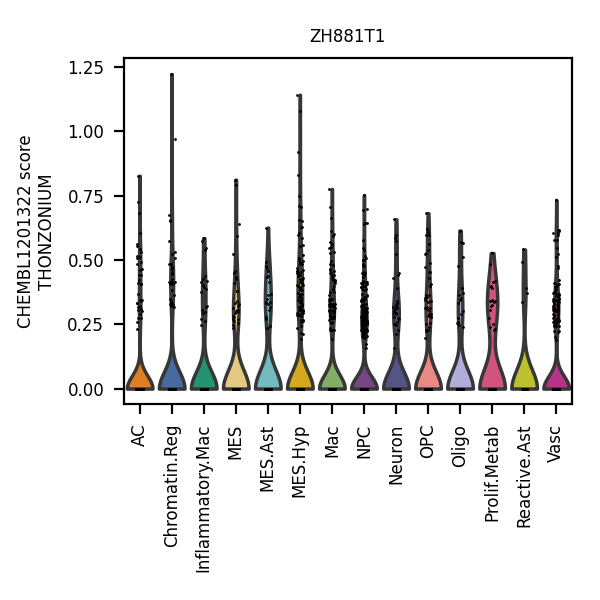 ZH881T1
CHEMBL1201322 score
THONZONIUM
1.25
1.00
0.75
0.50
0.25
0.00
AC
Chromatin.Reg
Inflammatory.Mac
MES
MES.Ast
MES.Hyp
Mac
NPC
Neuron
OPC
Oligo
Prolif.Metab
Reactive.Ast
Vasc